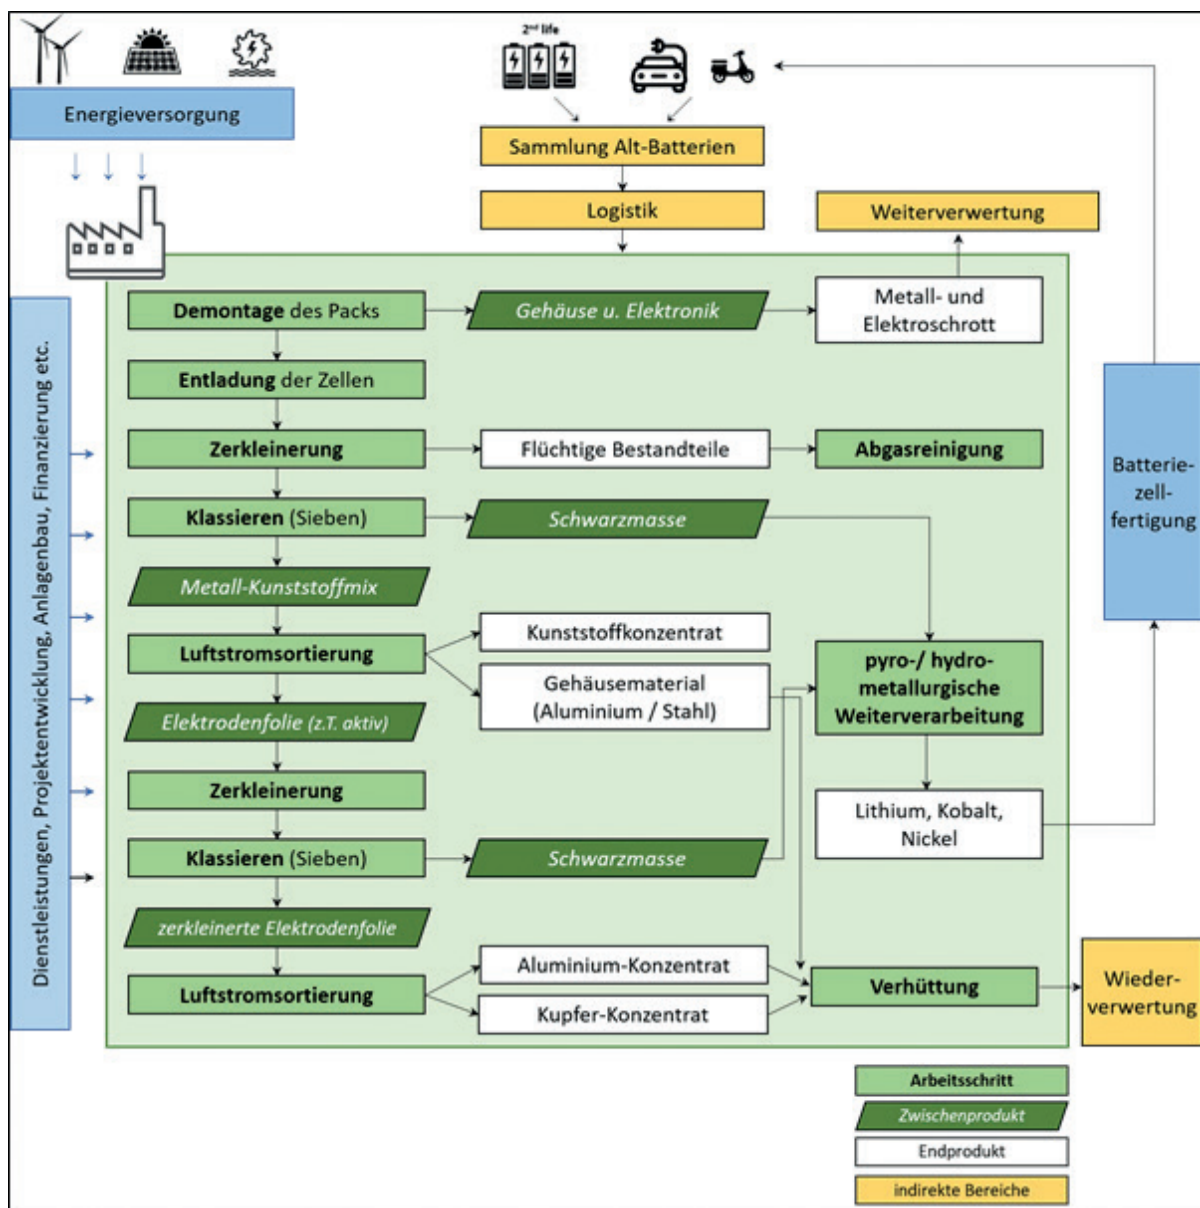 2nd life
Energieversorgung
Sammlung Alt-Batterien
Logistik
Weiterverwertung
Dienstleistungen, Projektentwicklung, Anlagenbau, Finanzierung etc.
Demontage des Packs
Gehäuse u. Elektronik
Metall- und
Elektroschrott
Entladung der Zellen
Zerkleinerung
Flüchtige Bestandteile
Abgasreinigung
Batterie-
zell-
fertigung
Klassieren (Sieben)
Schwarzmasse
Metall-Kunststoffmix
Luftstromsortierung
Kunststoffkonzentrat
Gehäusematerial
(Aluminium / Stahl)
pyro-/ hydro-
metallurgische
Weiterverarbeitung
Elektrodenfolie (z.T. aktiv)
Zerkleinerung
Lithium, Kobalt,
Nickel
Klassieren (Sieben)
Schwarzmasse
zerkleinerte Elektrodenfolie
Luftstromsortierung
Aluminium-Konzentrat
Kupfer-Konzentrat
Verhüttung
Wieder-
verwertung
Arbeitsschritt
Zwischenprodukt
Endprodukt
indirekte Bereiche